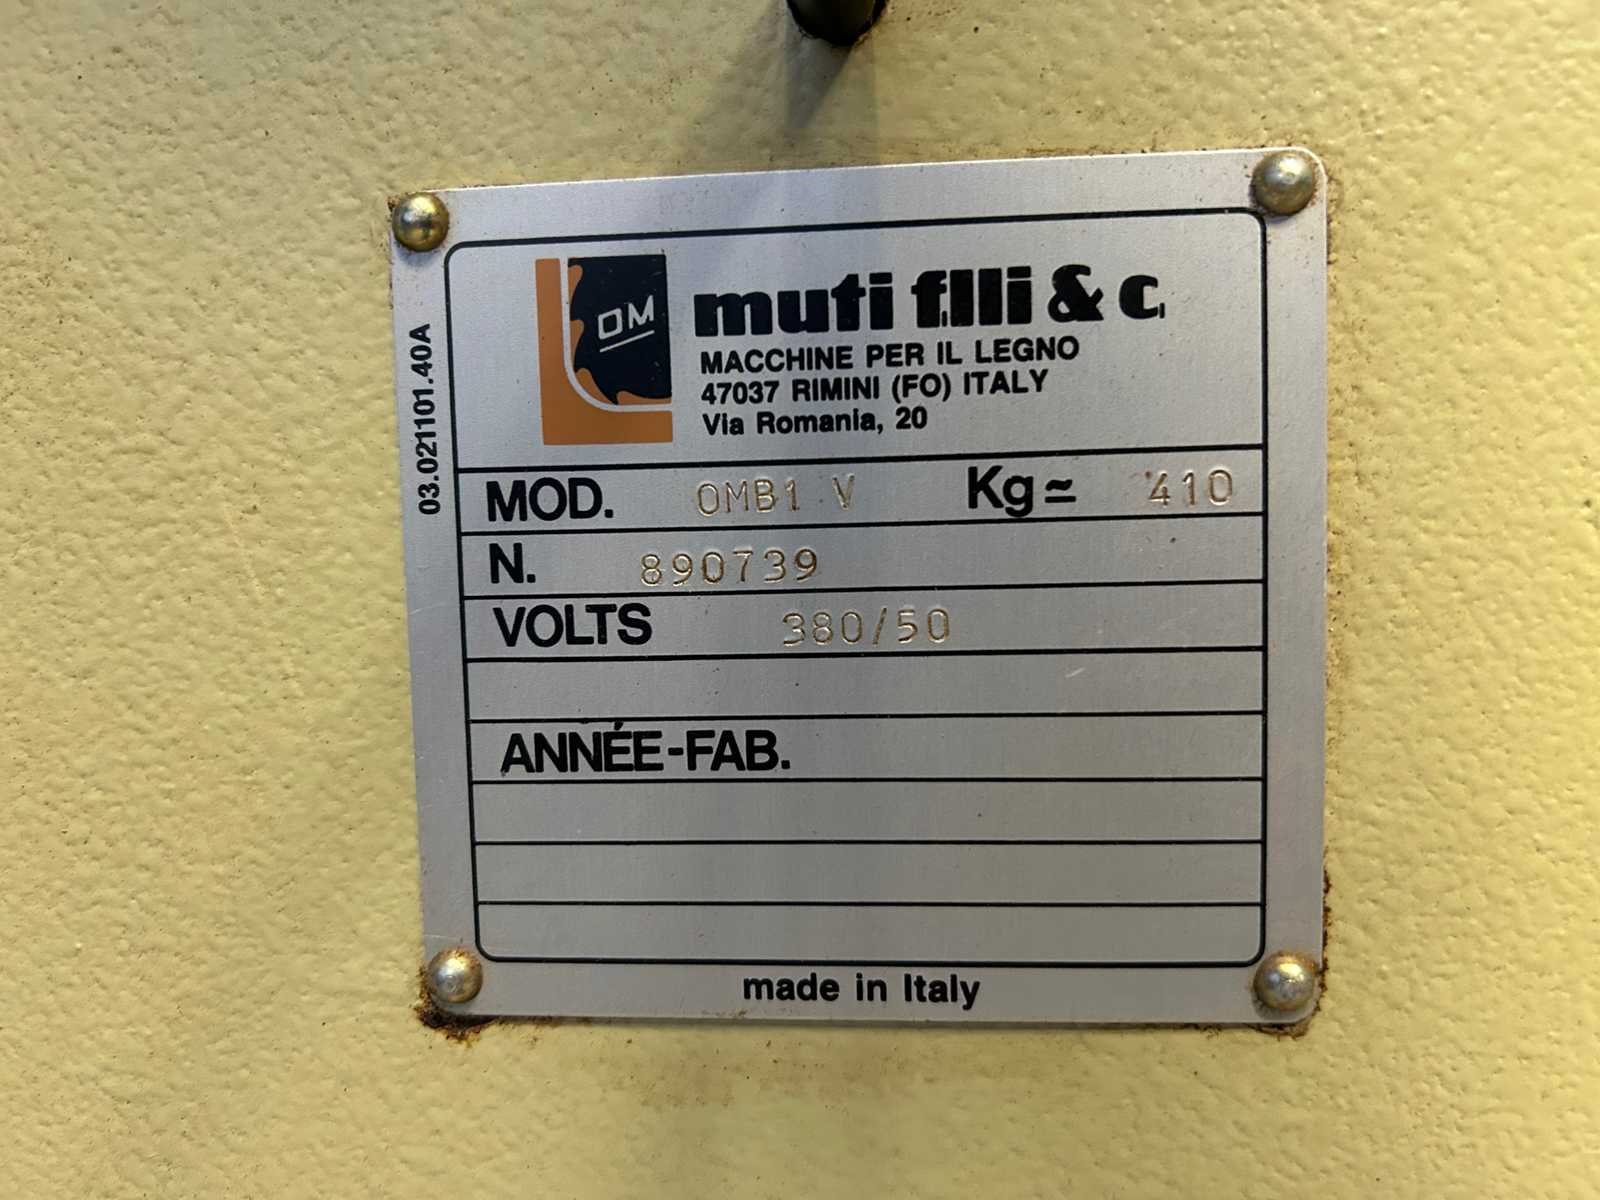 OM
muti f.lli & c.
MACCHINE PER IL LEGNO
47037 RIMINI (FO) ITALY
Via Romania, 20
03.021101.40A
MOD. OMB1 V Kg≃ 410
N. 890739
VOLTS 380/50
ANNÉE-FAB.
made in Italy